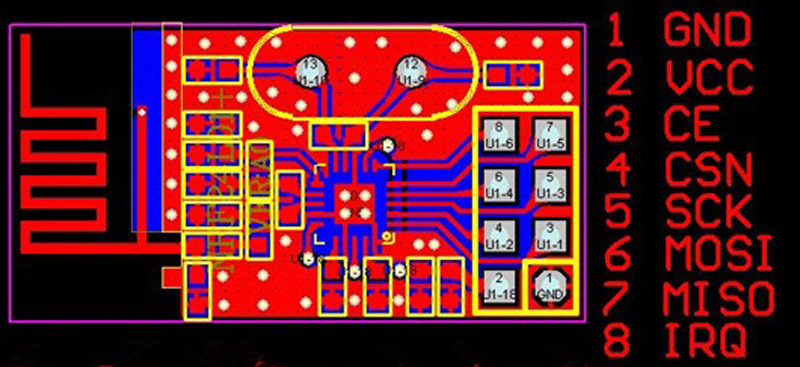 13
U1-10
12
U1-9
8
U1-6
7
U1-5
6
U1-4
5
U1-3
4
U1-2
3
U1-1
2
U1-18
1
GND
1 GND
2 VCC
3 CE
4 CSN
5 SCK
6 MOSI
7 MISO
8 IRQ